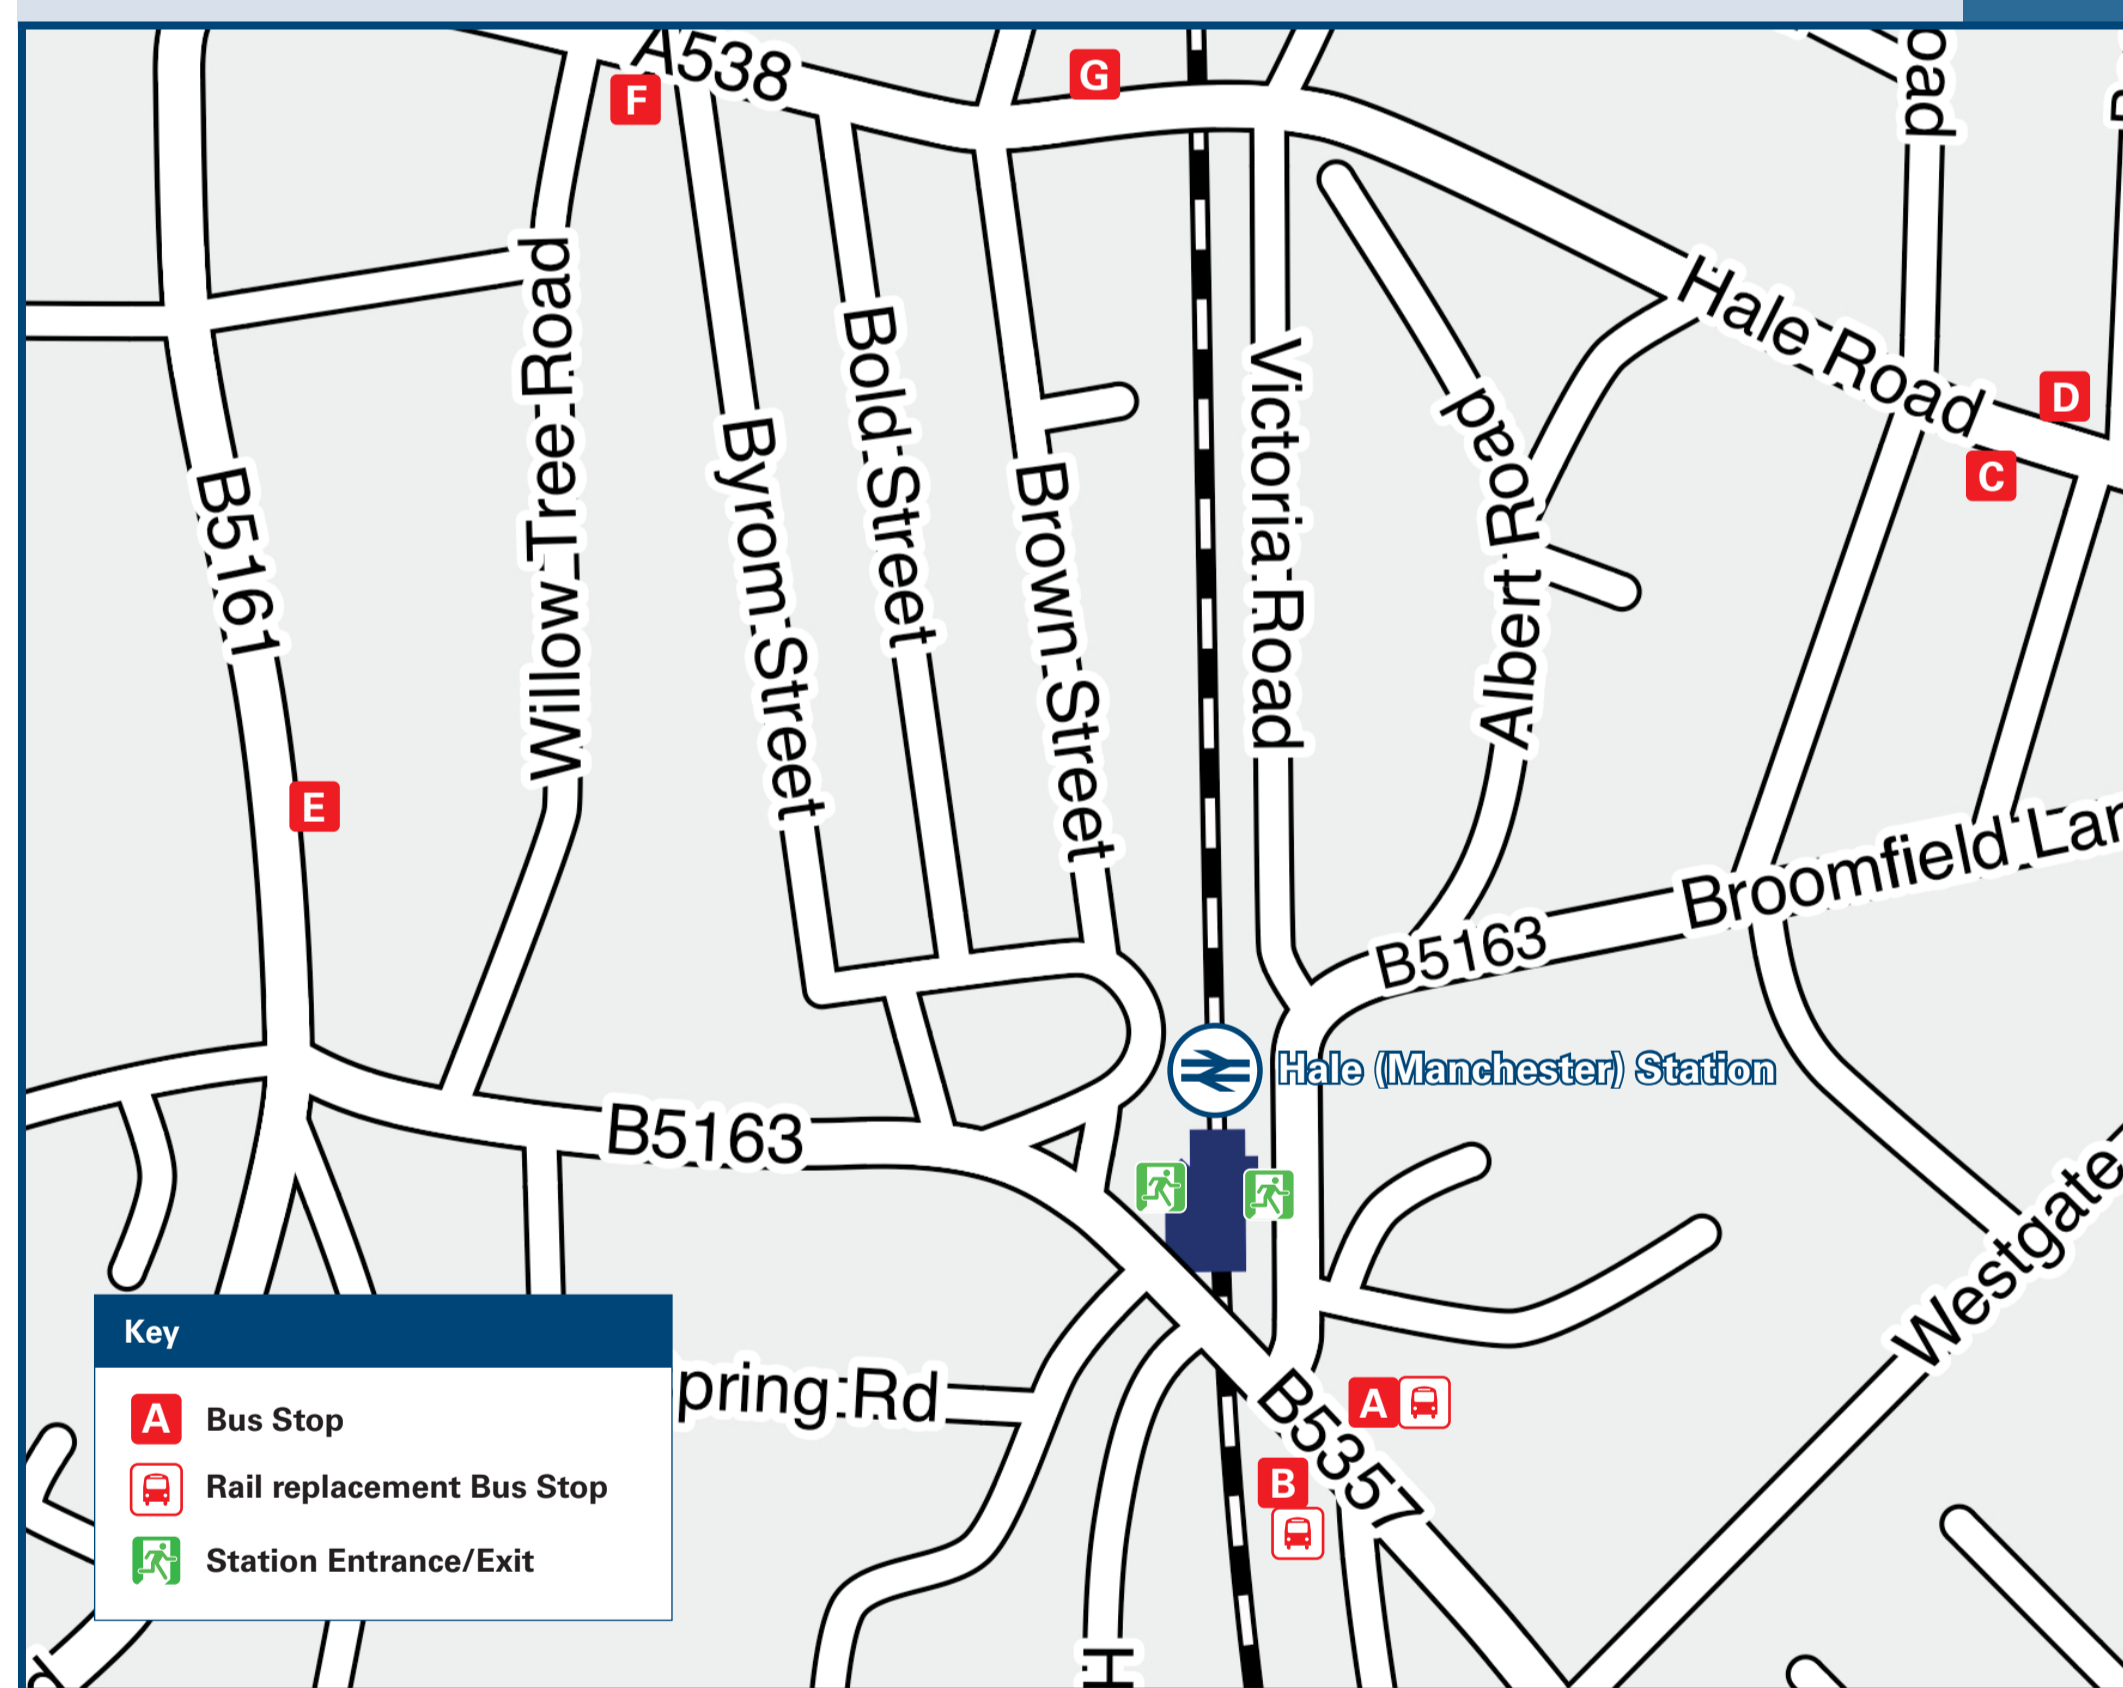 A538
G
F
oad
Hale Road
D
C
Willow Tree Road
Bold Street
Victoria Road
Albert Road
Byrom Street
Brown Street
B5161
E
Broomfield Lan
B5163
Hale (Manchester) Station
B5163
Westgate
pring Rd
B5357
A
B
H
d
Key
A Bus Stop
Rail replacement Bus Stop
Station Entrance/Exit